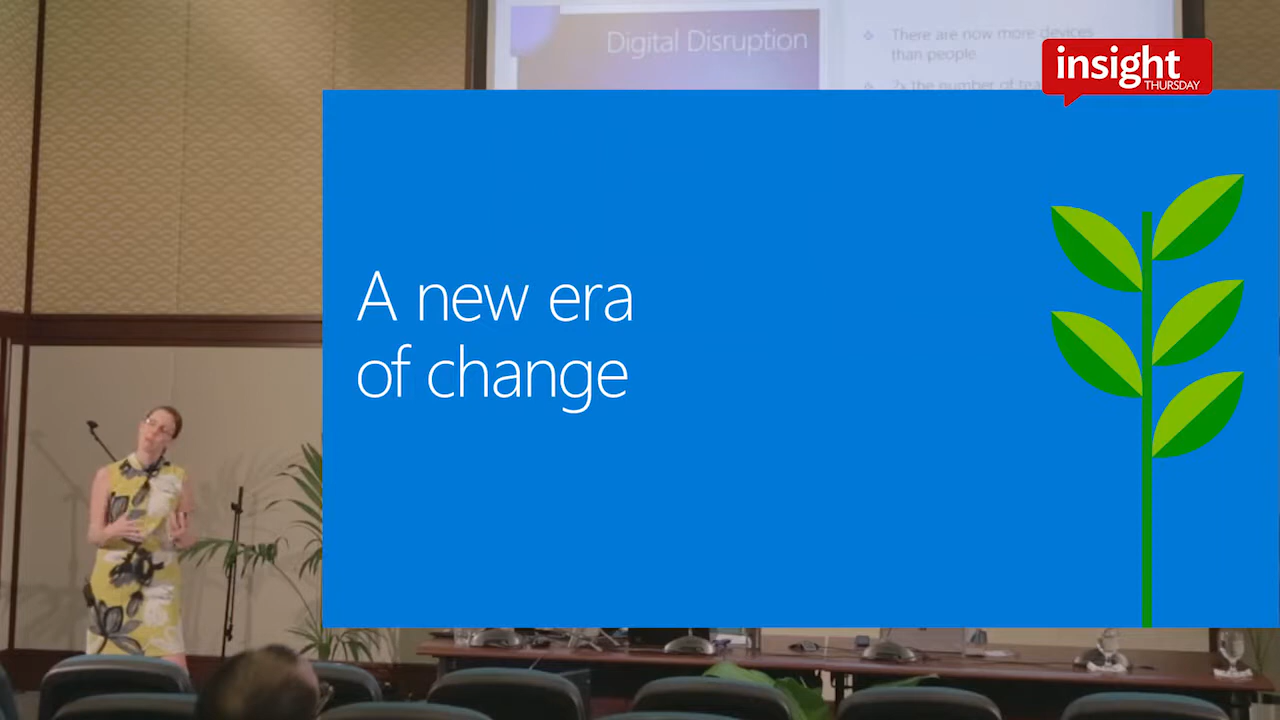 Digital Disruption
There are now more devices
than people
insight
THURSDAY
A new era
of change